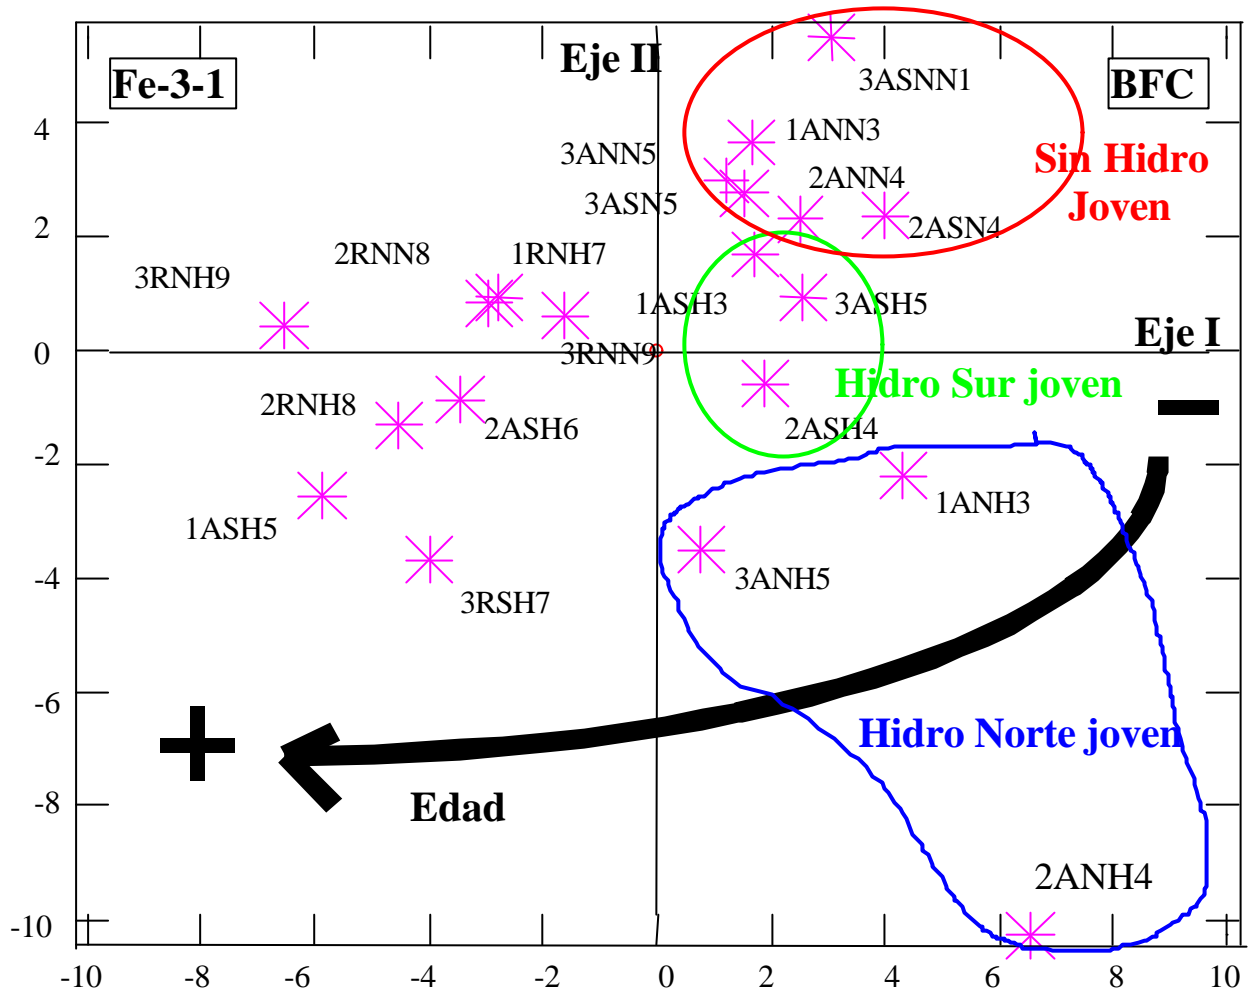 Eje II
Fe-3-1
BFC
3ASNN1
4
1ANN3
3ANN5
Sin Hidro
Joven
2ANN4
3ASN5
2ASN4
2
2RNN8
1RNH7
3RNH9
1ASH3
3ASH5
Eje I
0
3RNN9
Hidro Sur joven
2RNH8
2ASH6
2ASH4
-2
1ANH3
1ASH5
3ANH5
-4
3RSH7
-6
Hidro Norte joven
+
-8
Edad
2ANH4
-10
-10
-8
-6
-4
-2
0
2
4
6
8
10